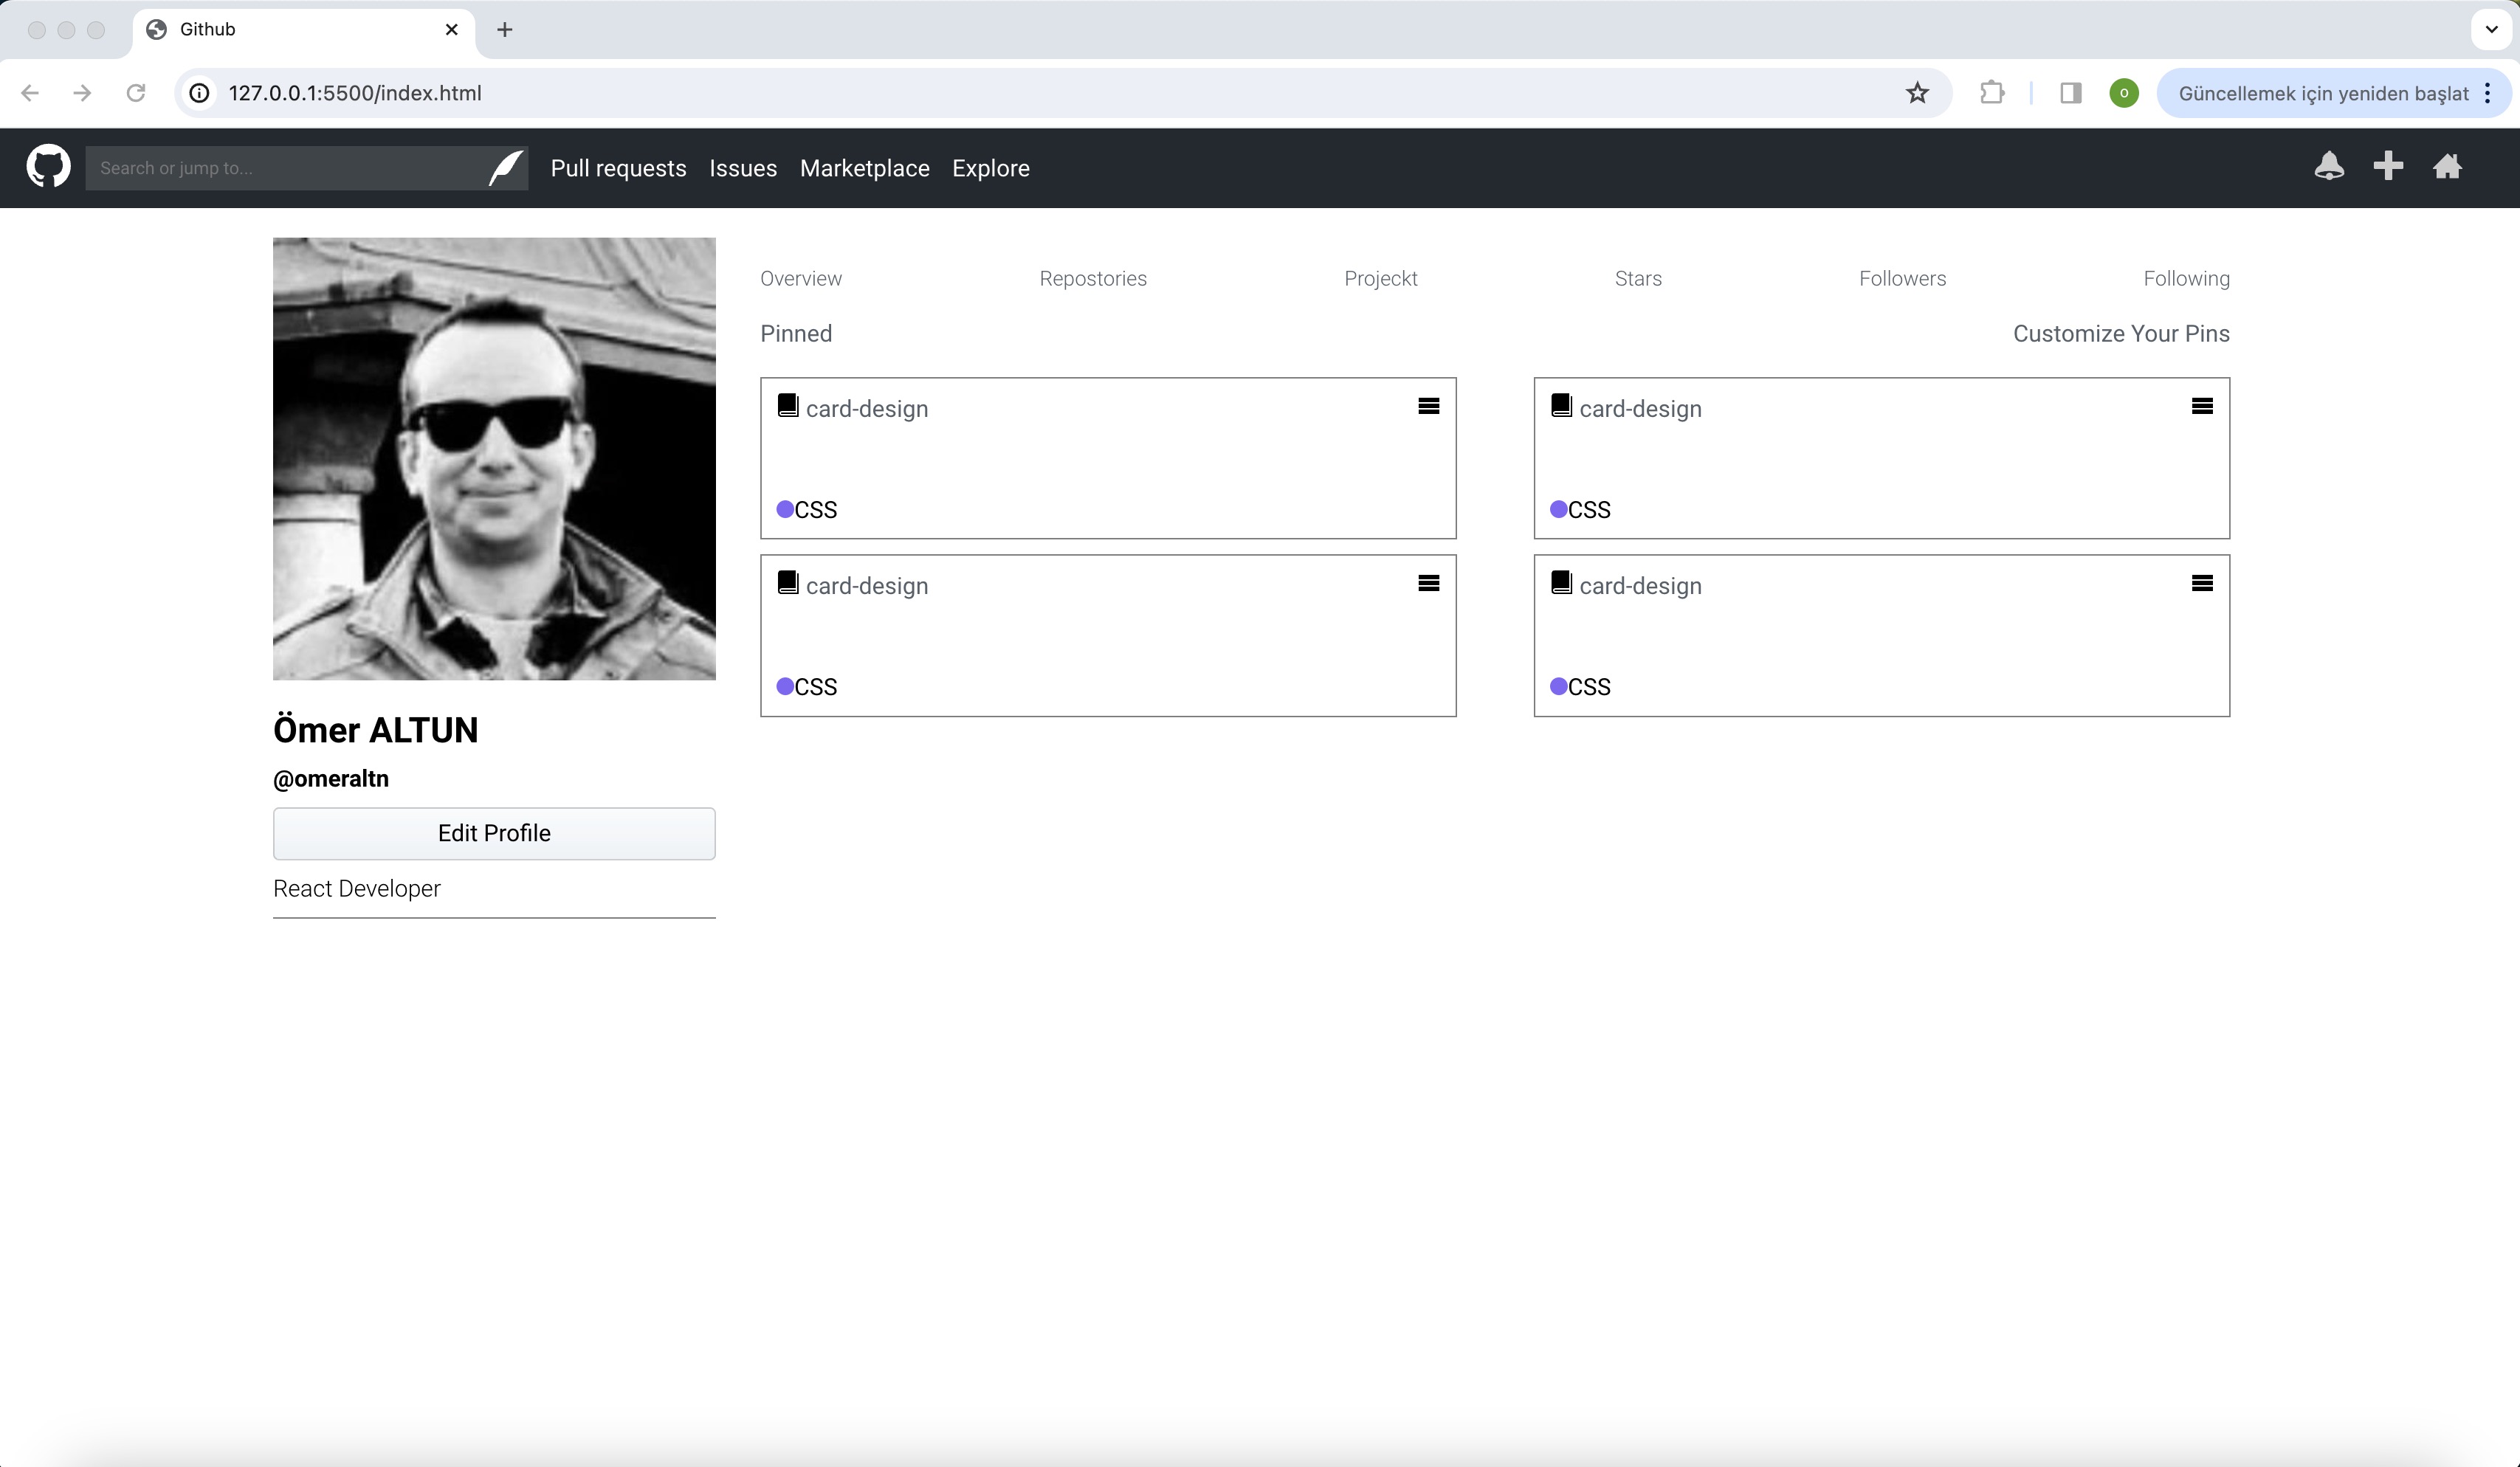 Github
127.0.0.1:5500/index.html
o
Güncellemek için yeniden başlat
Search or jump to...
Pull requests Issues Marketplace Explore
Overview Repostories Projeckt Stars Followers Following
Pinned Customize Your Pins
card-design card-design
CSS CSS
card-design card-design
CSS CSS
Ömer ALTUN
@omeraltn
Edit Profile
React Developer